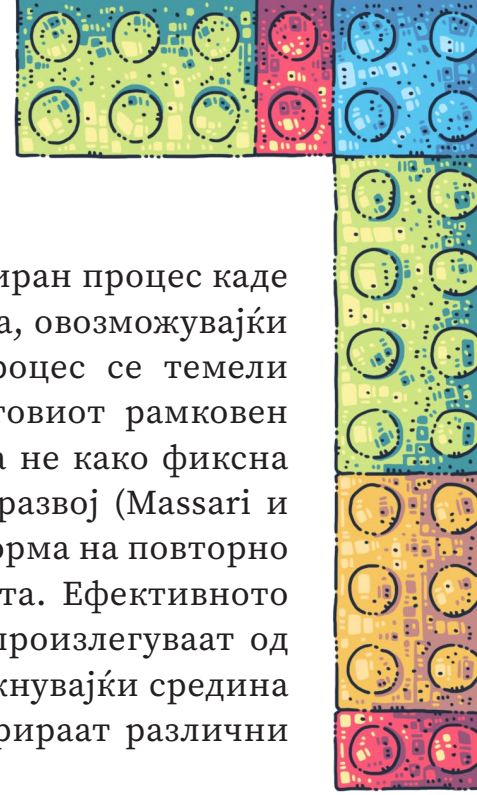 иран процес каде
а, овозможувајќи
роцес се темели
говиот рамковен
а не како фиксна
развој (Massari и
орма на повторно
та. Ефективното
произлегуваат од
кнувајќи средина
рираат различни